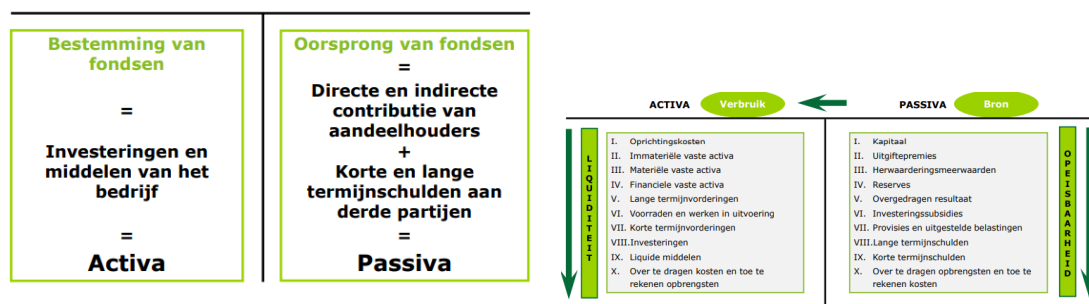 Bestemming van
fondsen
=
Investeringen en
middelen van het
bedrijf
=
Activa
Oorsprong van fondsen
=
Directe en indirecte
contributie van
aandeelhouders
+
Korte en lange
termijnschulden aan
derde partijen
=
Passiva
ACTIVA
Verbruik
PASSIVA
Bron
LIQUIDITEIT
I. Oprichtingskosten
II. Immateriële vaste activa
III. Materiële vaste activa
IV. Financiele vaste activa
V. Lange termijnvorderingen
VI. Voorraden en werken in uitvoering
VII. Korte termijnvorderingen
VIII. Investeringen
IX. Liquide middelen
X. Over te dragen kosten en toe te
rekenen opbrengsten
I. Kapitaal
II. Uitgiftepremies
III. Herwaarderingsmeerwaarden
IV. Reserves
V. Overgedragen resultaat
VI. Investeringssubsidies
VII. Provisies en uitgestelde belastingen
VIII. Lange termijnschulden
IX. Korte termijnschulden
X. Over te dragen opbrengsten en toe te
rekenen kosten
OPEISBAARHEID